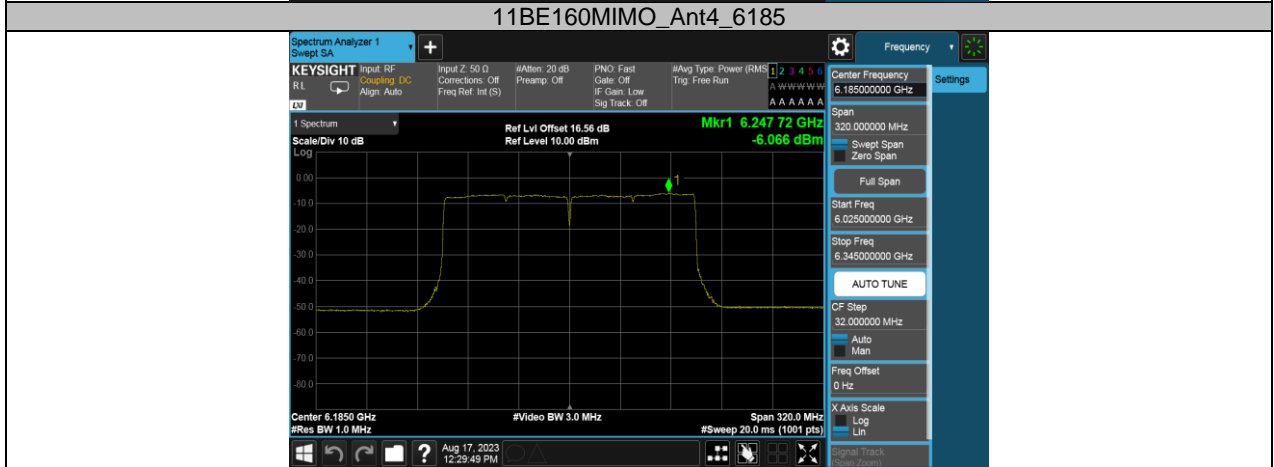 11BE160MIMO_Ant4_6185
Spectrum Analyzer 1
Swept SA
Frequency
KEYSIGHT
RL
LXI
Input: RF
Coupling: DC
Align: Auto
Input Z: 50 Ω
Corrections: Off
Freq Ref: Int (S)
#Atten: 20 dB
Preamp: Off
PNO: Fast
Gate: Off
IF Gain: Low
Sig Track: Off
#Avg Type: Power (RMS
Trig: Free Run
1 2 3 4 5 6
A W W W W W
A A A A A A
Center Frequency
6.185000000 GHz
Settings
1 Spectrum
Scale/Div 10 dB
Log
Ref Lvl Offset 16.56 dB
Ref Level 10.00 dBm
Mkr1 6.247 72 GHz
-6.066 dBm
Span
320.000000 MHz
Swept Span
Zero Span
Full Span
Start Freq
6.025000000 GHz
Stop Freq
6.345000000 GHz
AUTO TUNE
CF Step
32.000000 MHz
Auto
Man
Freq Offset
0 Hz
X Axis Scale
Log
Lin
Signal Track
(Span Zoom)
1
0.00
-10.0
-20.0
-30.0
-40.0
-50.0
-60.0
-70.0
-80.0
Center 6.1850 GHz
#Res BW 1.0 MHz
#Video BW 3.0 MHz
Span 320.0 MHz
#Sweep 20.0 ms (1001 pts)
?
Aug 17, 2023
12:29:49 PM